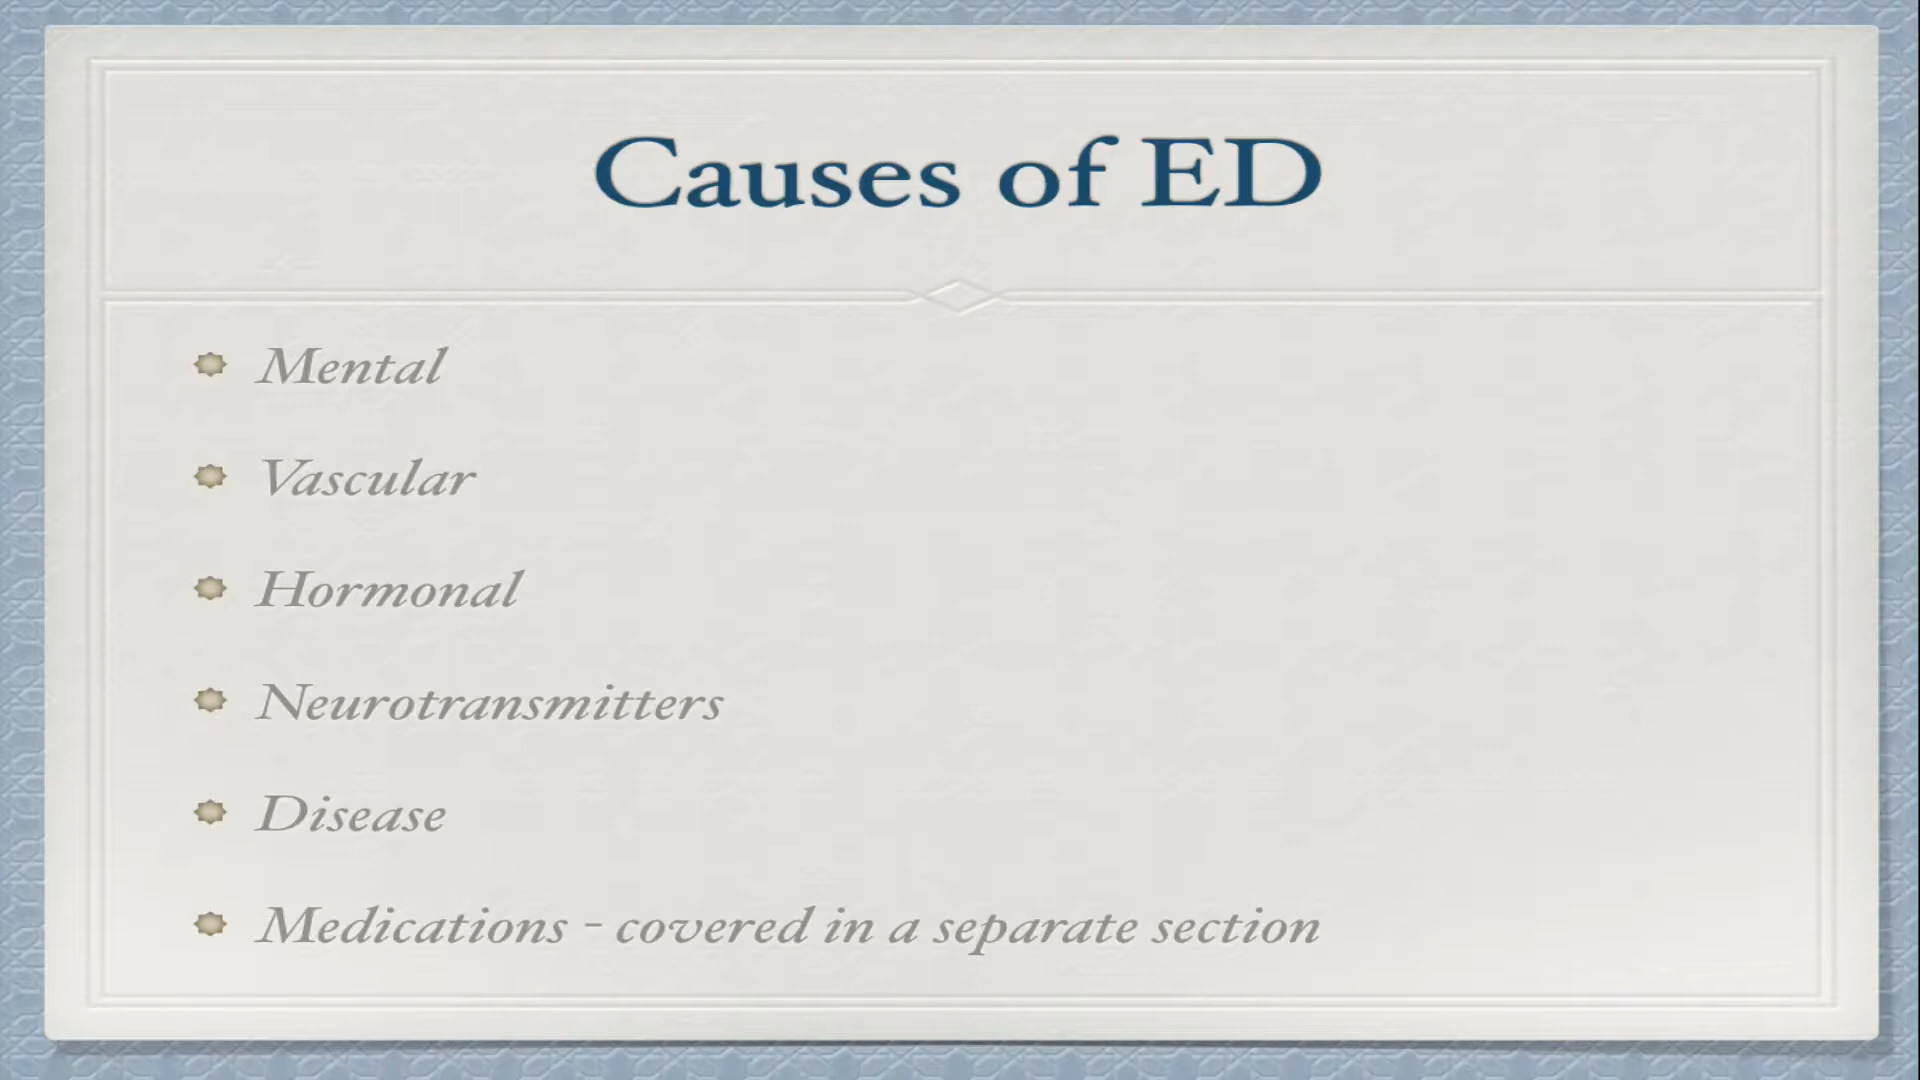 Causes of ED
Mental
Vascular
Hormonal
Neurotransmitters
Disease
Medications - covered in a separate section